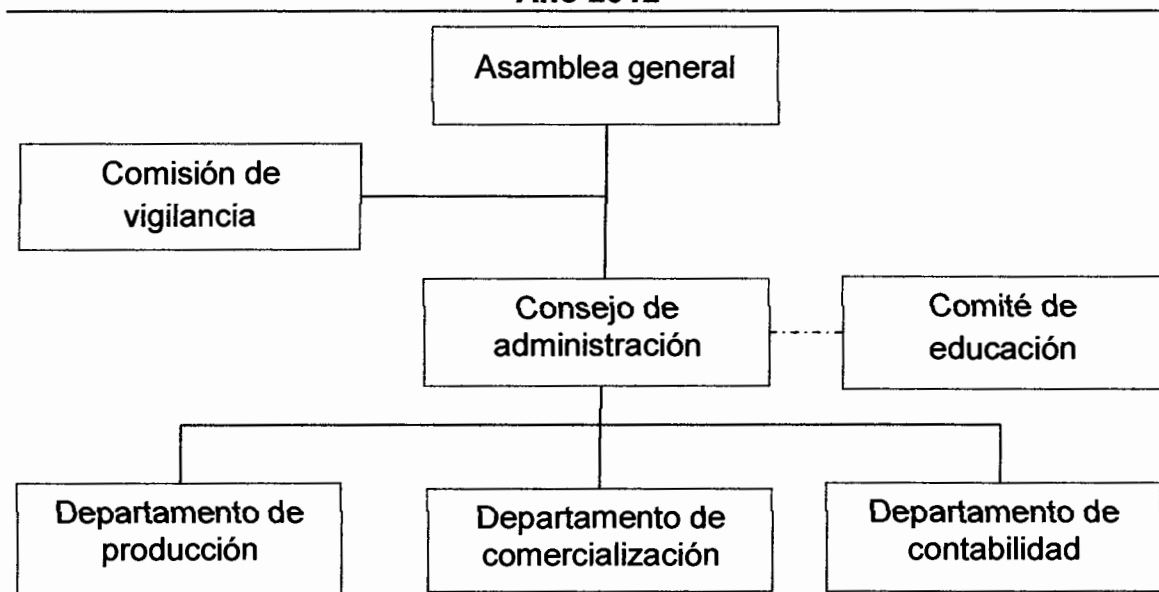 Asamblea general
Comisión de
vigilancia
Consejo de
administración
Comité de
educación
Departamento de
producción
Departamento de
comercialización
Departamento de
contabilidad